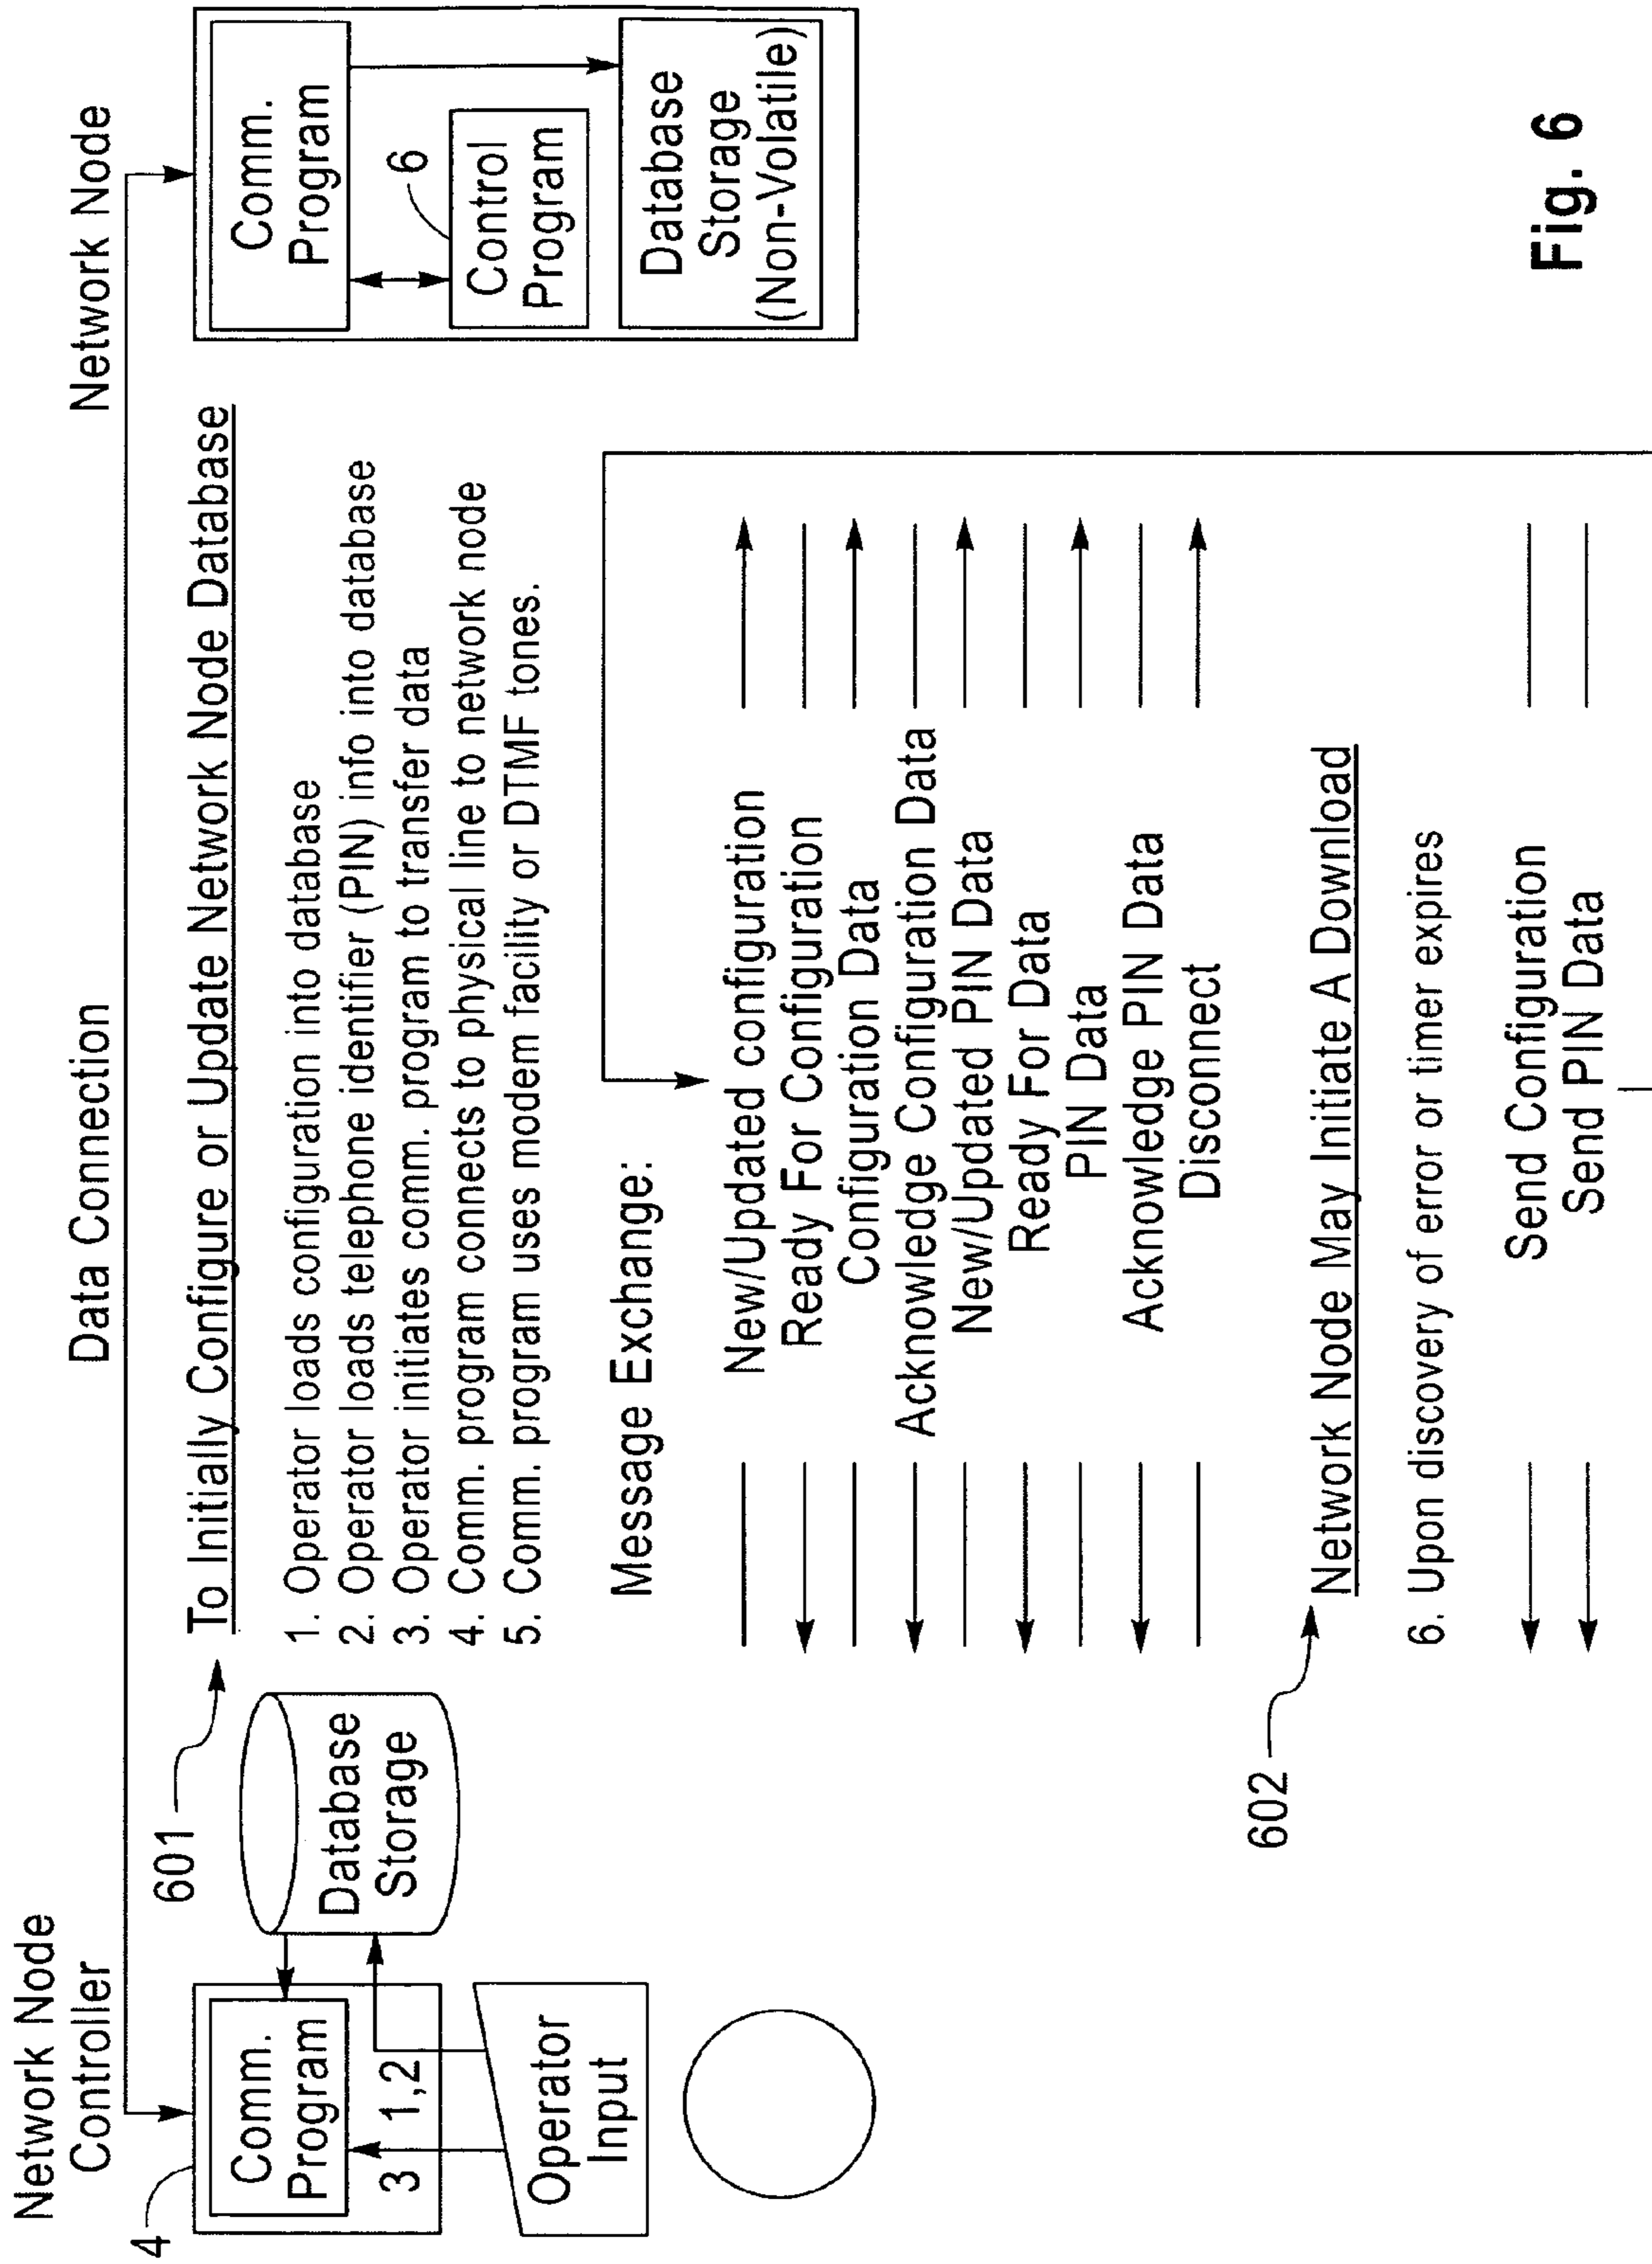 Network Node
Controller
Data Connection
Network Node
4
Comm.
Program
3 1,2
Operator
Input
Database
Storage
601
To Initially Configure or Update Network Node Database
1. Operator loads configuration into database
2. Operator loads telephone identifier (PIN) info into database
3. Operator initiates comm. program to transfer data
4. Comm. program connects to physical line to network node
5. Comm. program uses modem facility or DTMF tones.
Message Exchange:
New/Updated configuration
Ready For Configuration
Configuration Data
Acknowledge Configuration Data
New/Updated PIN Data
Ready For Data
PIN Data
Acknowledge PIN Data
Disconnect
602
Network Node May Initiate A Download
6. Upon discovery of error or timer expires
Send Configuration
Send PIN Data
Comm.
Program
6
Control
Program
Database
Storage
(Non-Volatile)
Fig. 6